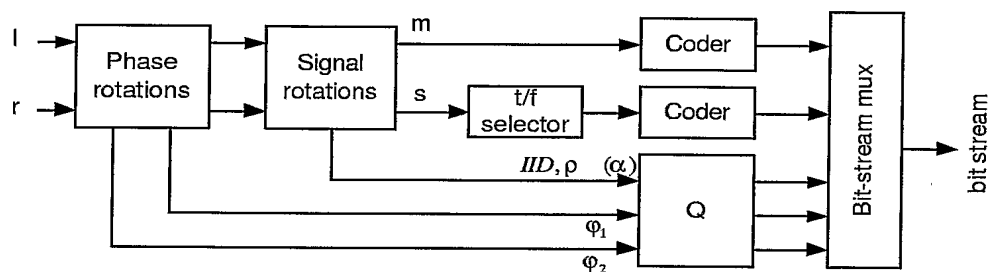 l
r
Phase
rotations
Signal
rotations
m
s
t/f
selector
Coder
Coder
IID, ρ (α)
φ₁
φ₂
Q
Bit-stream mux
bit stream